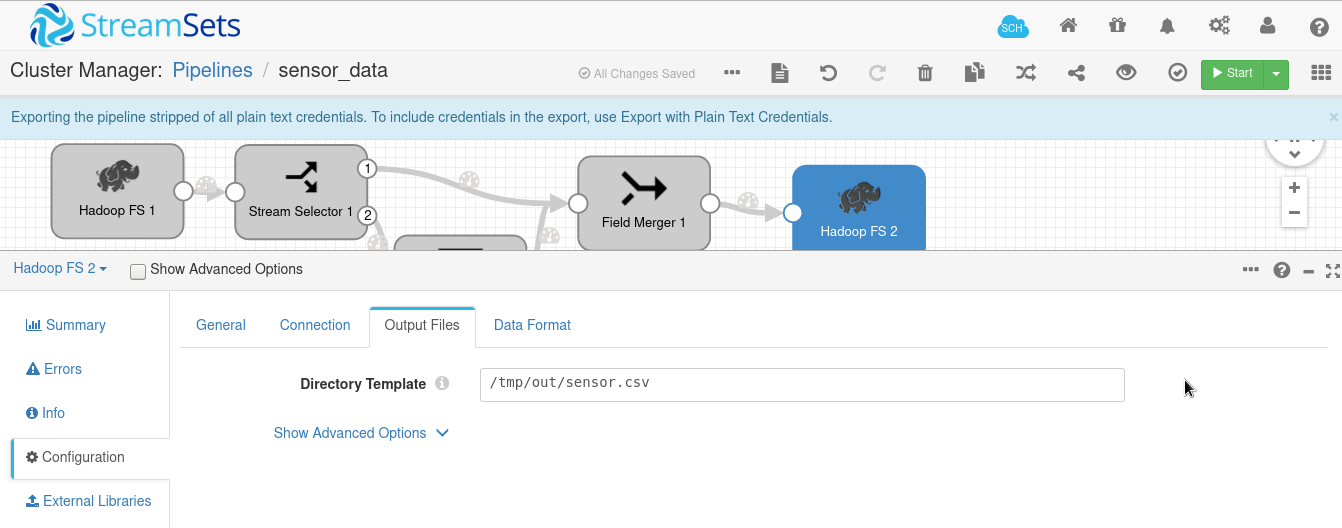 StreamSets
SCH
Cluster Manager: Pipelines / sensor_data
All Changes Saved
Start
Exporting the pipeline stripped of all plain text credentials. To include credentials in the export, use Export with Plain Text Credentials.
Hadoop FS 1
Stream Selector 1
1
2
Field Merger 1
Hadoop FS 2
Hadoop FS 2
Show Advanced Options
Summary
Errors
Info
Configuration
External Libraries
General
Connection
Output Files
Data Format
Directory Template
/tmp/out/sensor.csv
Show Advanced Options